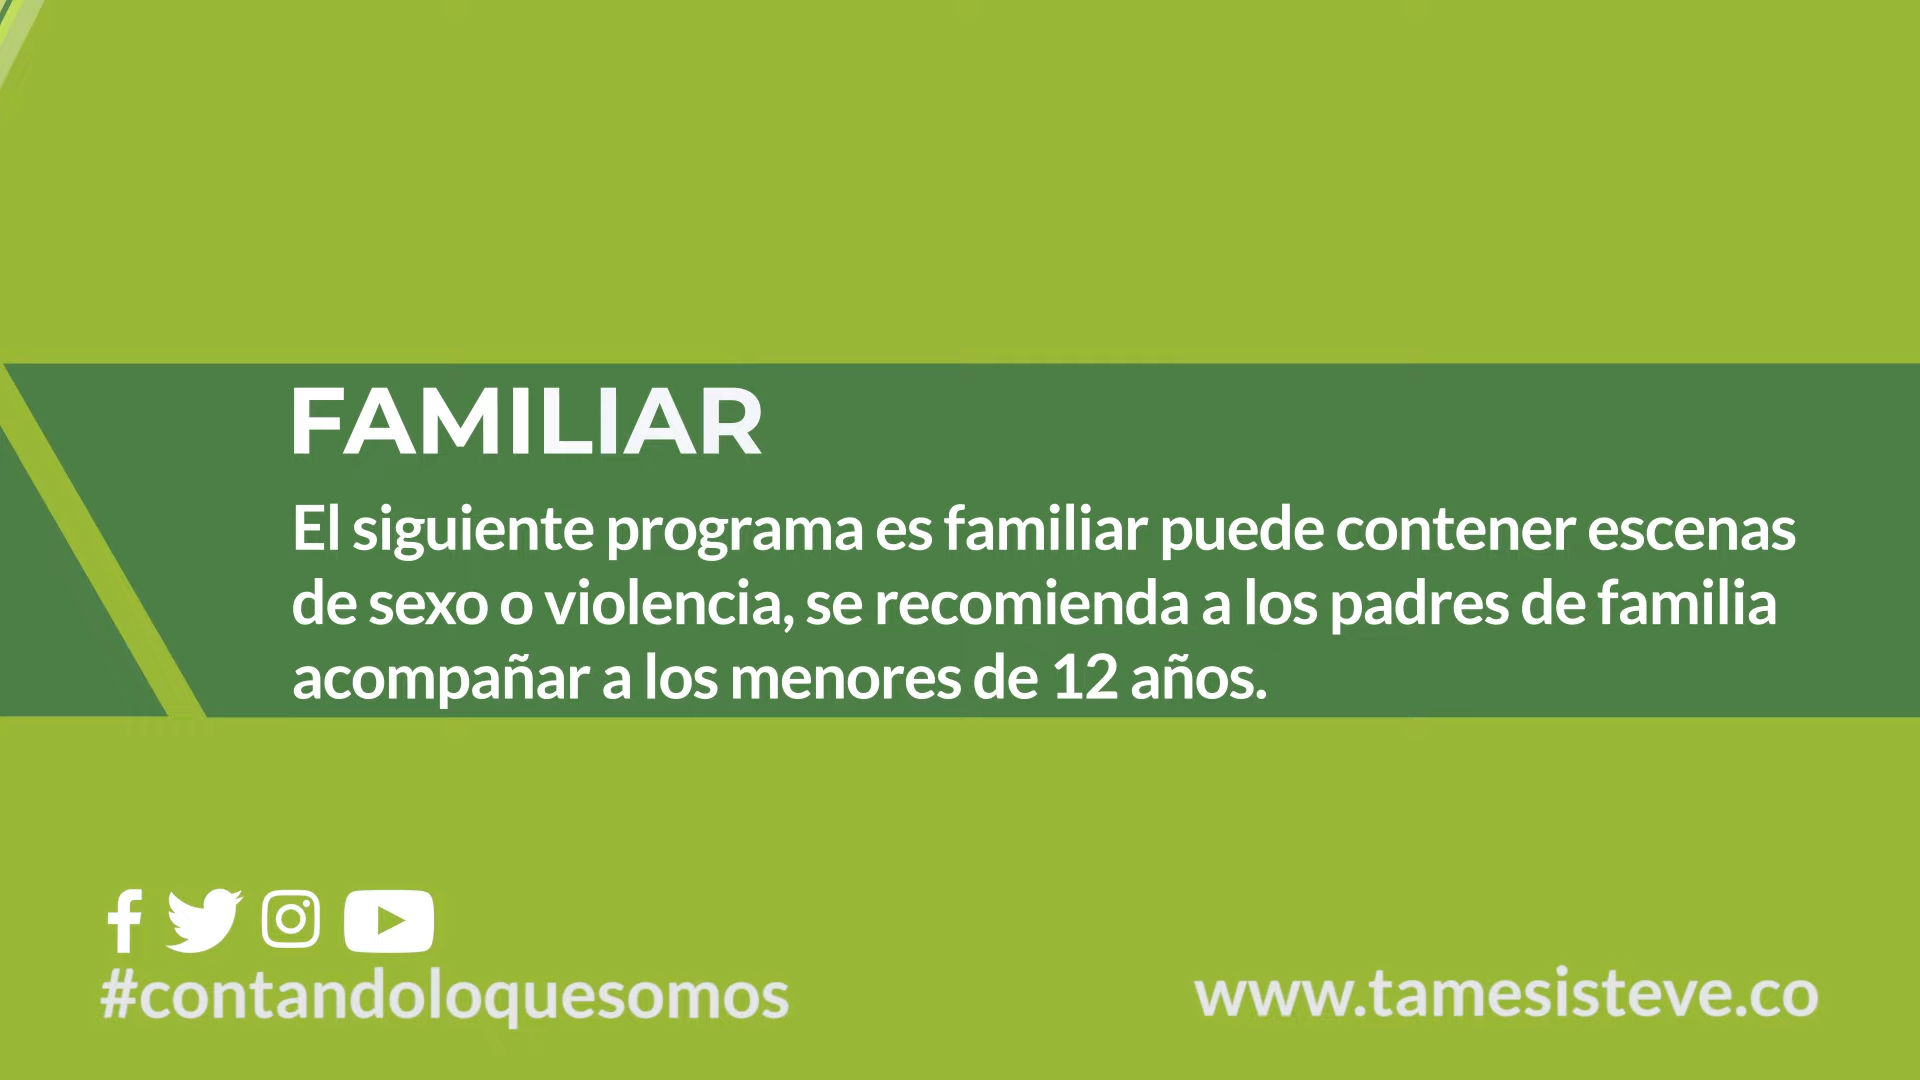 FAMILIAR
El siguiente programa es familiar puede contener escenas
de sexo o violencia, se recomienda a los padres de familia
acompañar a los menores de 12 años.
#contandoloquesomos
www.tamesisteve.co